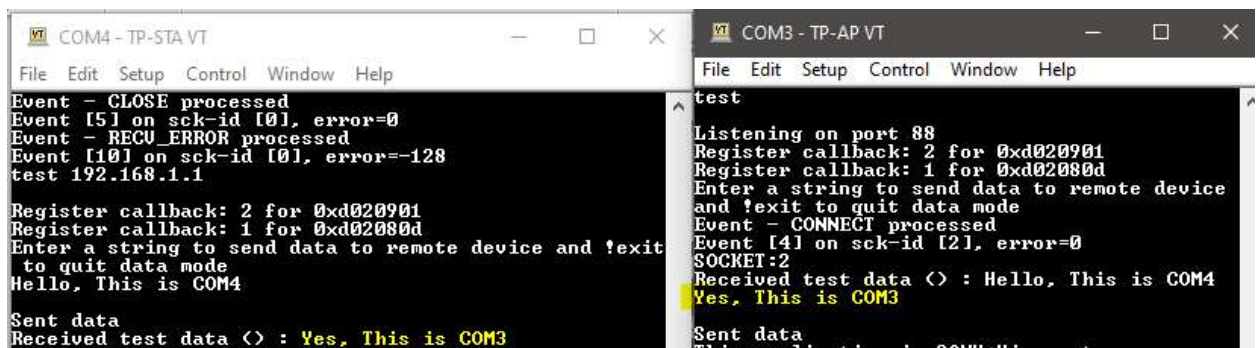 COM4 - TP-STA VT
File Edit Setup Control Window Help
Event - CLOSE processed
Event [5] on sck-id [0], error=0
Event - RECV_ERROR processed
Event [10] on sck-id [0], error=-128
test 192.168.1.1
Register callback: 2 for 0xd020901
Register callback: 1 for 0xd02080d
Enter a string to send data to remote device and !exit
to quit data mode
Hello, This is COM4
Sent data
Received test data () : Yes, This is COM3
COM3 - TP-AP VT
File Edit Setup Control Window Help
test
Listening on port 88
Register callback: 2 for 0xd020901
Register callback: 1 for 0xd02080d
Enter a string to send data to remote device
and !exit to quit data mode
Event - CONNECT processed
Event [4] on sck-id [2], error=0
SOCKET:2
Received test data () : Hello, This is COM4
Yes, This is COM3
Sent data